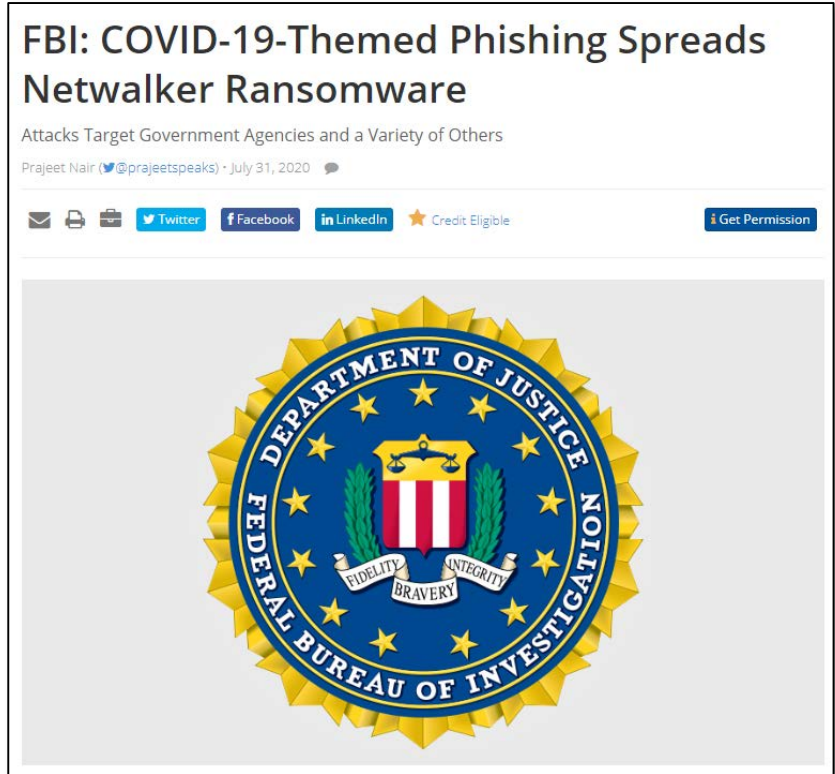 FBI: COVID-19-Themed Phishing Spreads
Netwalker Ransomware
Attacks Target Government Agencies and a Variety of Others
Prajeet Nair (@prajeetspeaks) • July 31, 2020
Twitter
Facebook
LinkedIn
Credit Eligible
Get Permission
DEPARTMENT OF JUSTICE
FIDELITY
BRAVERY
INTEGRITY
FEDERAL BUREAU OF INVESTIGATION